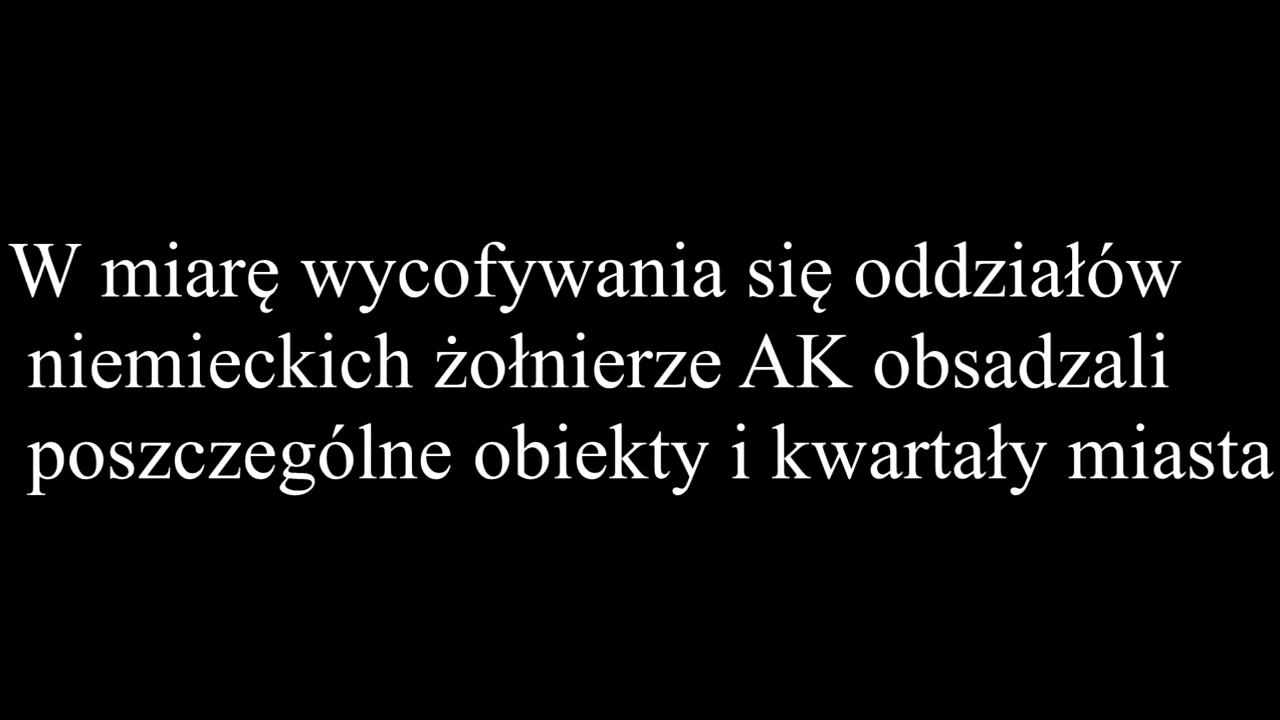 W miarę wycofywania się oddziałów
niemieckich żołnierze AK obsadzali
poszczególne obiekty i kwartały miasta